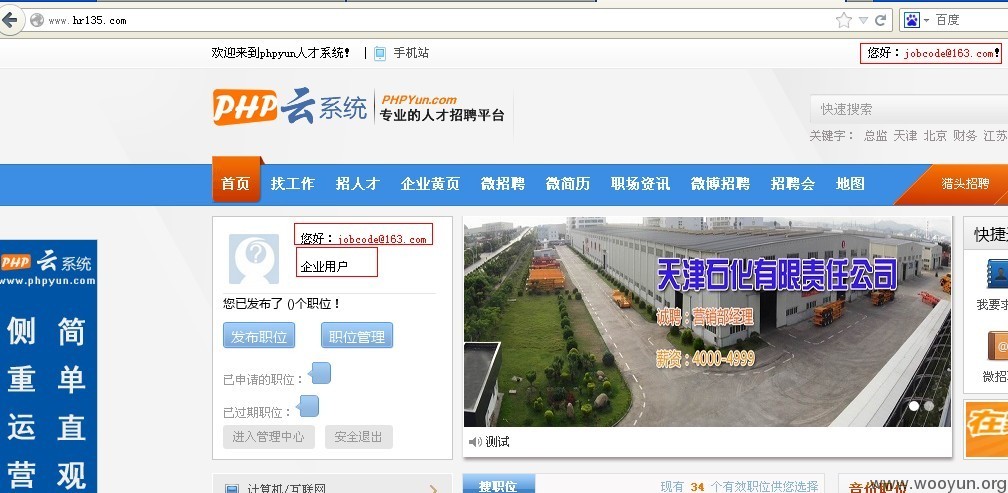 www.hr135.com
百度
欢迎来到phpyun人才系统! | 手机站
您好：jobcode@163.com!
PHP云系统
PHPYun.com
专业的人才招聘平台
快速搜索
关键字： 总监 天津 北京 财务 江苏
首页 找工作 招人才 企业黄页 微招聘 微简历 职场资讯 微博招聘 招聘会 地图 猎头招聘
PHP云系统
www.phpyun.com
侧 简
重 单
运 直
营 观
您好：jobcode@163.com
企业用户
您已发布了 ()个职位！
发布职位 职位管理
已申请的职位：
已过期职位：
进入管理中心 安全退出
天津石化有限责任公司
诚聘：营销部经理
薪资：4000-4999
测试
快捷
我要求
微招
计算机/互联网
搜职位
现有 34 个有效职位供您选择
www.wooyun.org